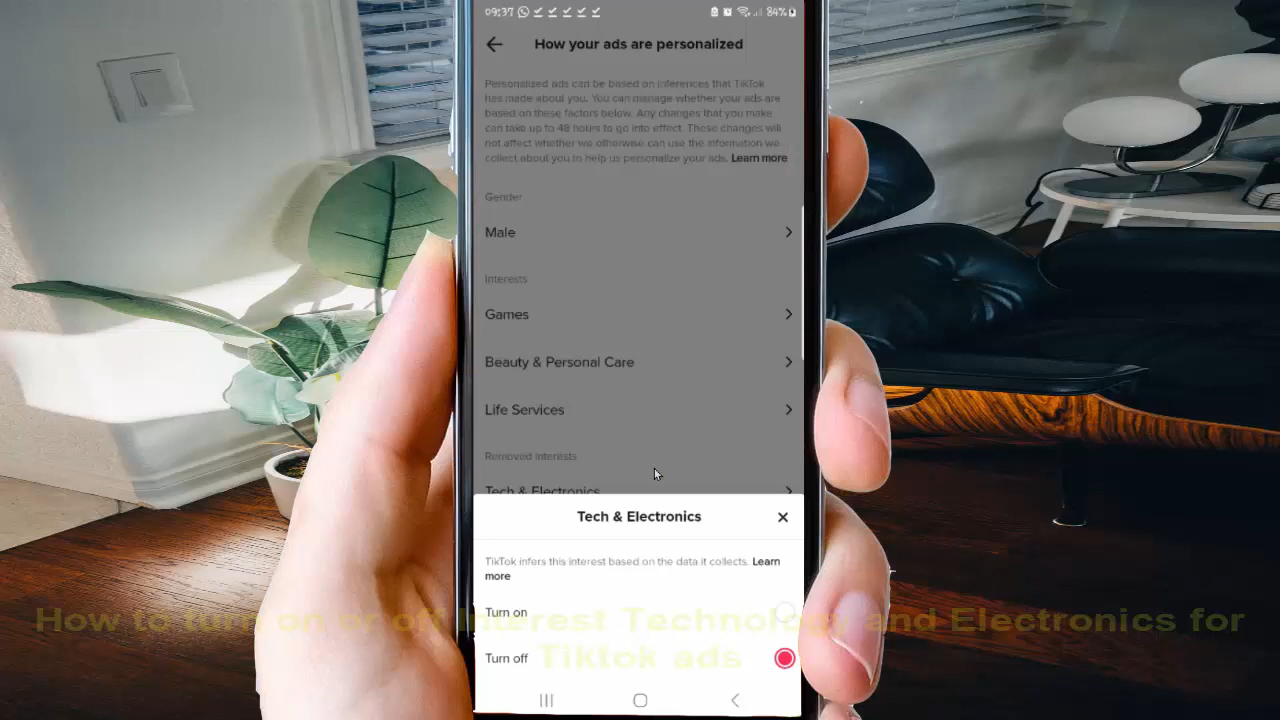 09:37
84%
How your ads are personalized
Personalized ads can be based on inferences that TikTok
has made about you. You can manage whether your ads are
based on these factors below. Any changes that you make
can take up to 48 hours to go into effect. These changes will
not affect whether we otherwise can use the information we
collect about you to help us personalize your ads. Learn more
Gender
Male
Interests
Games
Beauty & Personal Care
Life Services
Removed interests
Tech & Electronics
Tech & Electronics
TikTok infers this interest based on the data it collects. Learn
more
Turn on
Turn off
How to turn on or off Interest Technology and Electronics for
Tiktok ads